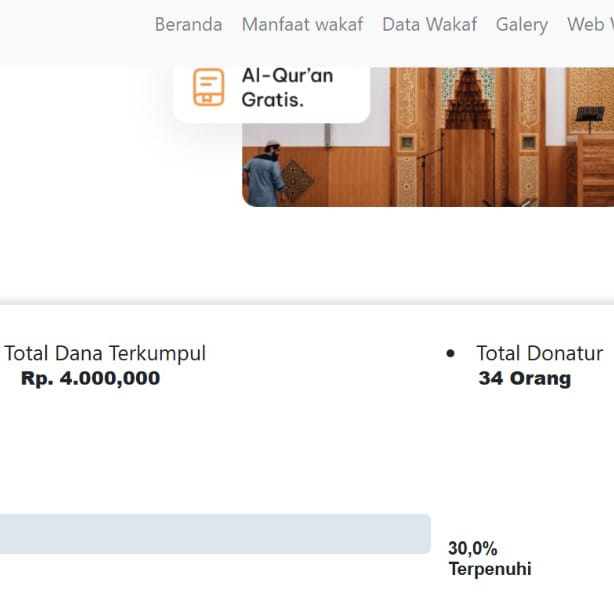 Beranda Manfaat wakaf Data Wakaf Galery Web
Al-Qur'an
Gratis.
Total Dana Terkumpul
Rp. 4.000,000
• Total Donatur
34 Orang
30,0%
Terpenuhi